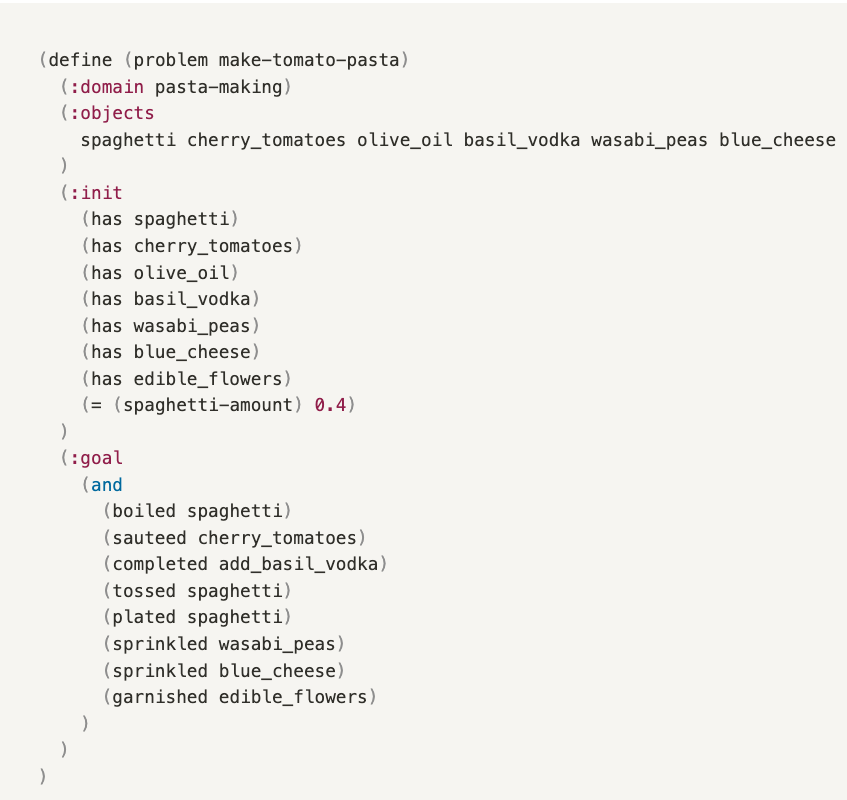 (define (problem make-tomato-pasta)
  (:domain pasta-making)
  (:objects
    spaghetti cherry_tomatoes olive_oil basil_vodka wasabi_peas blue_cheese
  )
  (:init
    (has spaghetti)
    (has cherry_tomatoes)
    (has olive_oil)
    (has basil_vodka)
    (has wasabi_peas)
    (has blue_cheese)
    (has edible_flowers)
    (= (spaghetti-amount) 0.4)
  )
  (:goal
    (and
      (boiled spaghetti)
      (sauteed cherry_tomatoes)
      (completed add_basil_vodka)
      (tossed spaghetti)
      (plated spaghetti)
      (sprinkled wasabi_peas)
      (sprinkled blue_cheese)
      (garnished edible_flowers)
    )
  )
)